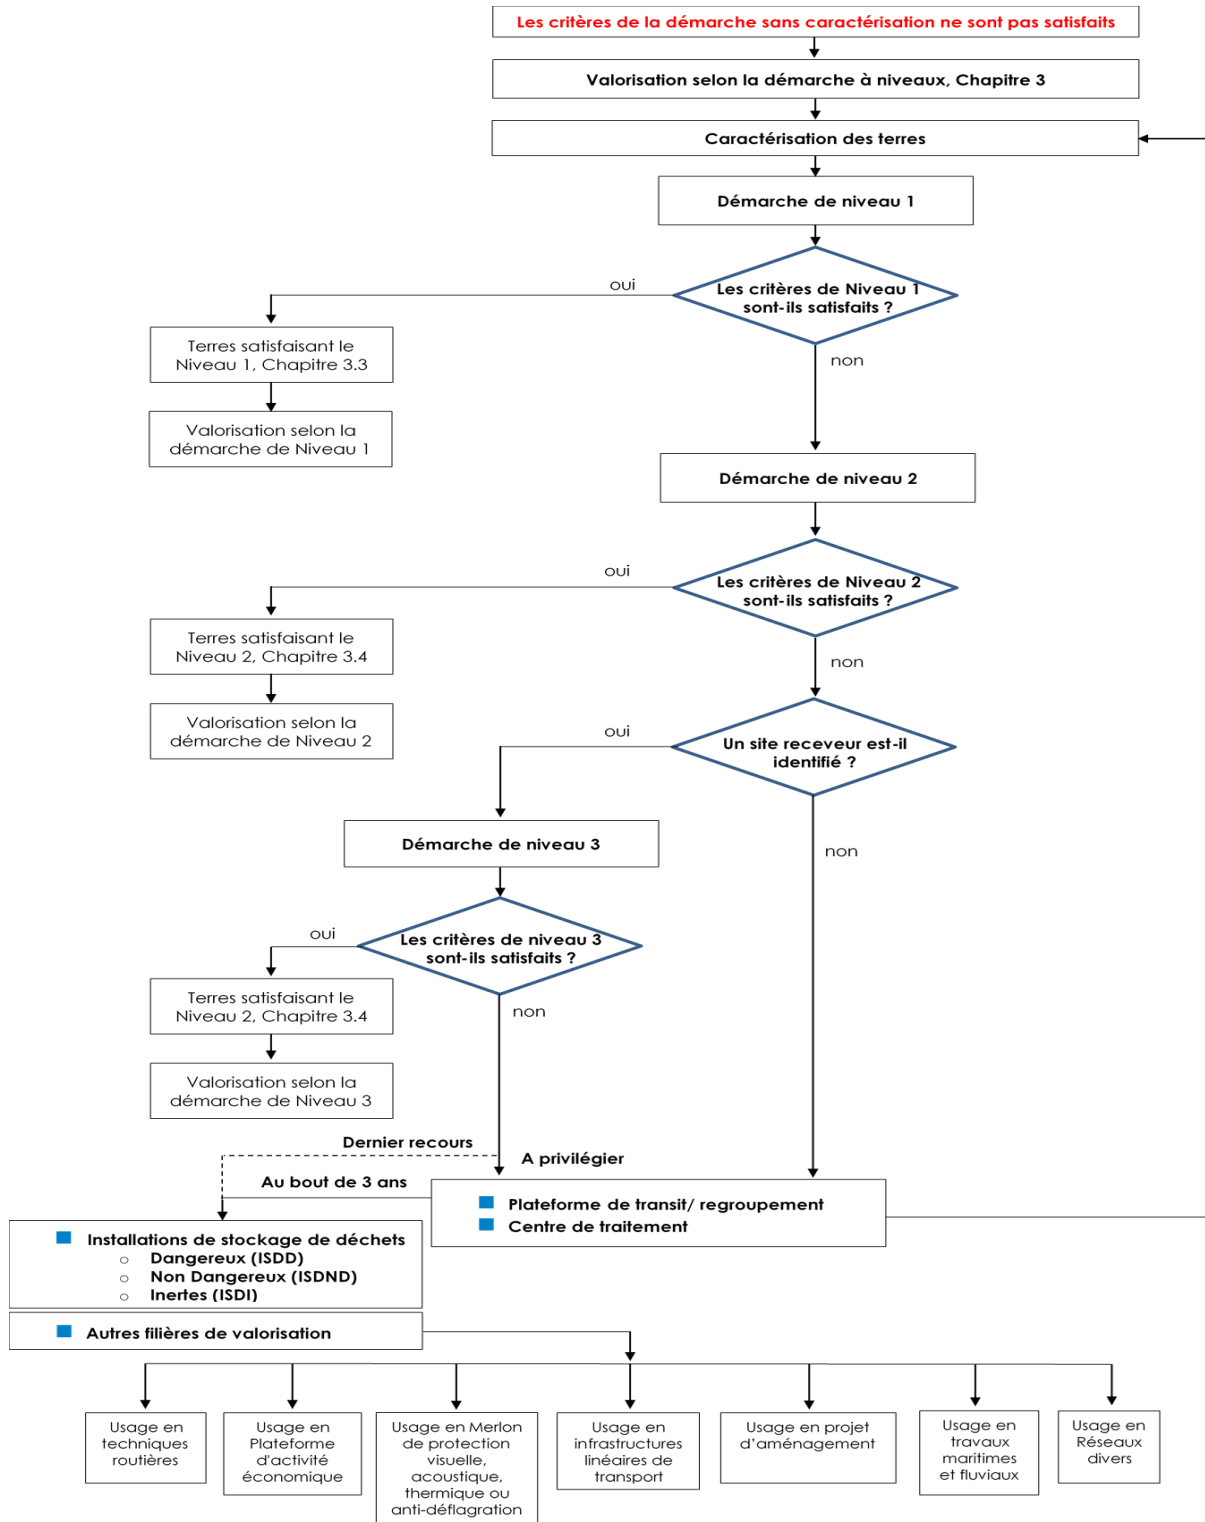 Les critères de la démarche sans caractérisation ne sont pas satisfaits
Valorisation selon la démarche à niveaux, Chapitre 3
Caractérisation des terres
Démarche de niveau 1
Les critères de Niveau 1
sont-ils satisfaits ?
oui
non
Terres satisfaisant le
Niveau 1, Chapitre 3.3
Valorisation selon la
démarche de Niveau 1
Démarche de niveau 2
Les critères de Niveau 2
sont-ils satisfaits ?
oui
non
Terres satisfaisant le
Niveau 2, Chapitre 3.4
Valorisation selon la
démarche de Niveau 2
Un site receveur est-il
identifié ?
oui
non
Démarche de niveau 3
Les critères de niveau 3
sont-ils satisfaits ?
oui
non
Terres satisfaisant le
Niveau 2, Chapitre 3.4
Valorisation selon la
démarche de Niveau 3
Dernier recours
A privilégier
Au bout de 3 ans
Plateforme de transit/ regroupement
Centre de traitement
Installations de stockage de déchets
o Dangereux (ISDD)
o Non Dangereux (ISDND)
o Inertes (ISDI)
Autres filières de valorisation
Usage en
techniques
routières
Usage en
Plateforme
d'activité
économique
Usage en Merlon
de protection
visuelle,
acoustique,
thermique ou
anti-déflagration
Usage en
infrastructures
linéaires de
transport
Usage en projet
d’aménagement
Usage en
travaux
maritimes
et fluviaux
Usage en
Réseaux
divers